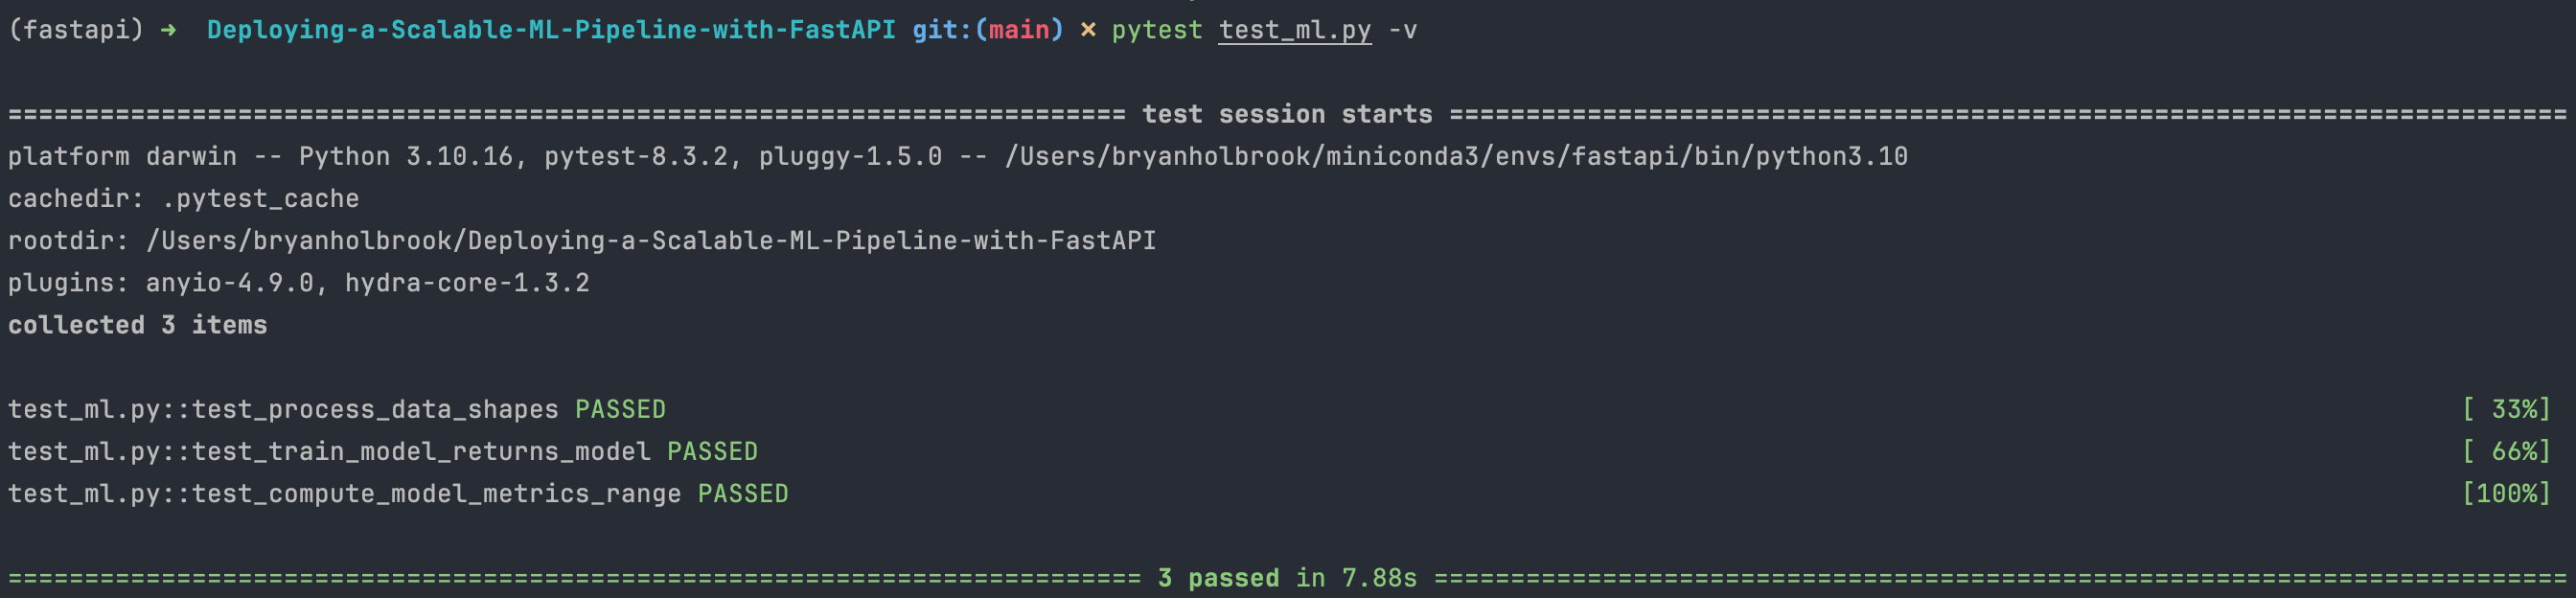 (fastapi) ➜  Deploying-a-Scalable-ML-Pipeline-with-FastAPI git:(main) ✗ pytest test_ml.py -v
========================================================================= test session starts =========================================================================
platform darwin -- Python 3.10.16, pytest-8.3.2, pluggy-1.5.0 -- /Users/bryanholbrook/miniconda3/envs/fastapi/bin/python3.10
cachedir: .pytest_cache
rootdir: /Users/bryanholbrook/Deploying-a-Scalable-ML-Pipeline-with-FastAPI
plugins: anyio-4.9.0, hydra-core-1.3.2
collected 3 items
test_ml.py::test_process_data_shapes PASSED [ 33%]
test_ml.py::test_train_model_returns_model PASSED [ 66%]
test_ml.py::test_compute_model_metrics_range PASSED [100%]
========================================================================== 3 passed in 7.88s ==========================================================================